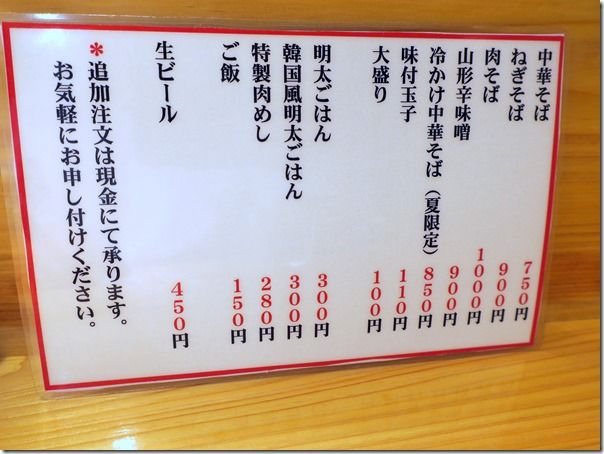 中華そば 750円
ねぎそば 900円
肉そば 1000円
山形辛味噌 900円
冷かけ中華そば(夏限定) 850円
味付玉子 110円
大盛り 100円
明太ごはん 300円
韓国風明太ごはん 300円
特製肉めし 280円
ご飯 150円
生ビール 450円
*追加注文は現金にて承ります。
お気軽にお申し付けください。